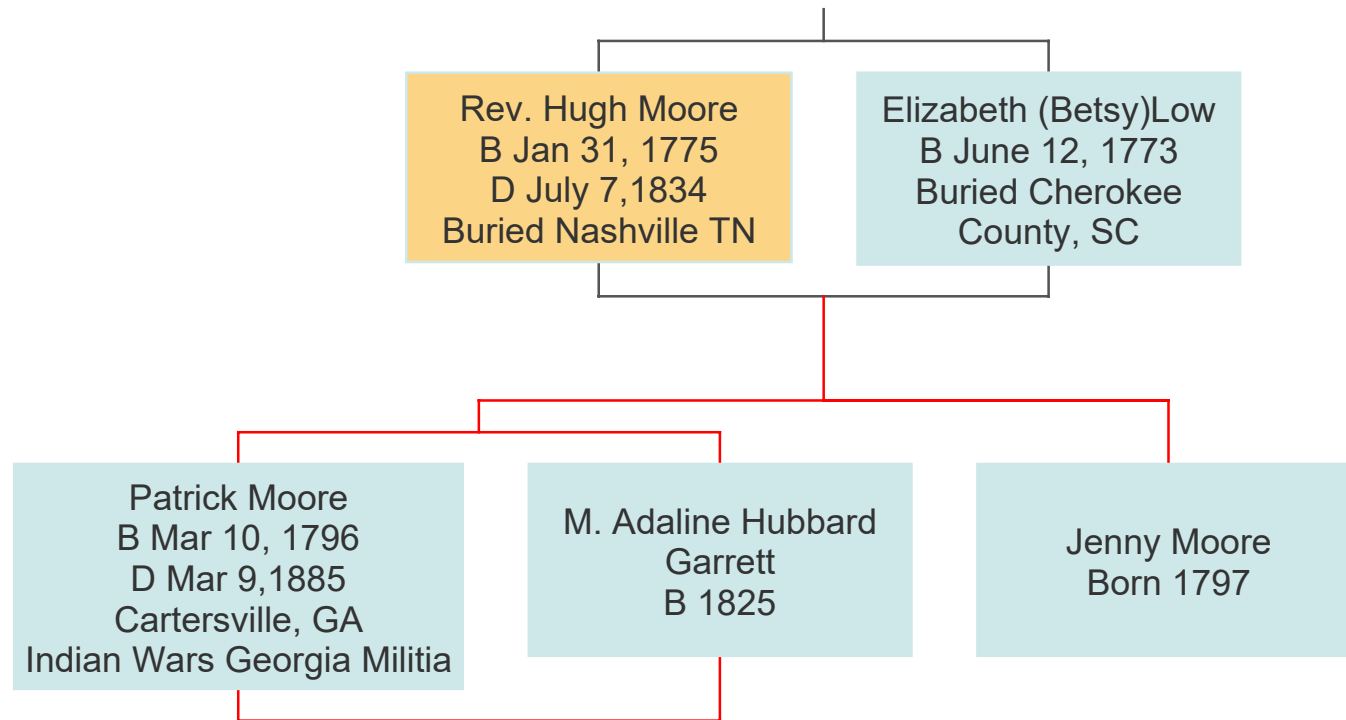 Rev. Hugh Moore
B Jan 31, 1775
D July 7,1834
Buried Nashville TN
Elizabeth (Betsy)Low
B June 12, 1773
Buried Cherokee
County, SC
Patrick Moore
B Mar 10, 1796
D Mar 9,1885
Cartersville, GA
Indian Wars Georgia Militia
M. Adaline Hubbard
Garrett
B 1825
Jenny Moore
Born 1797